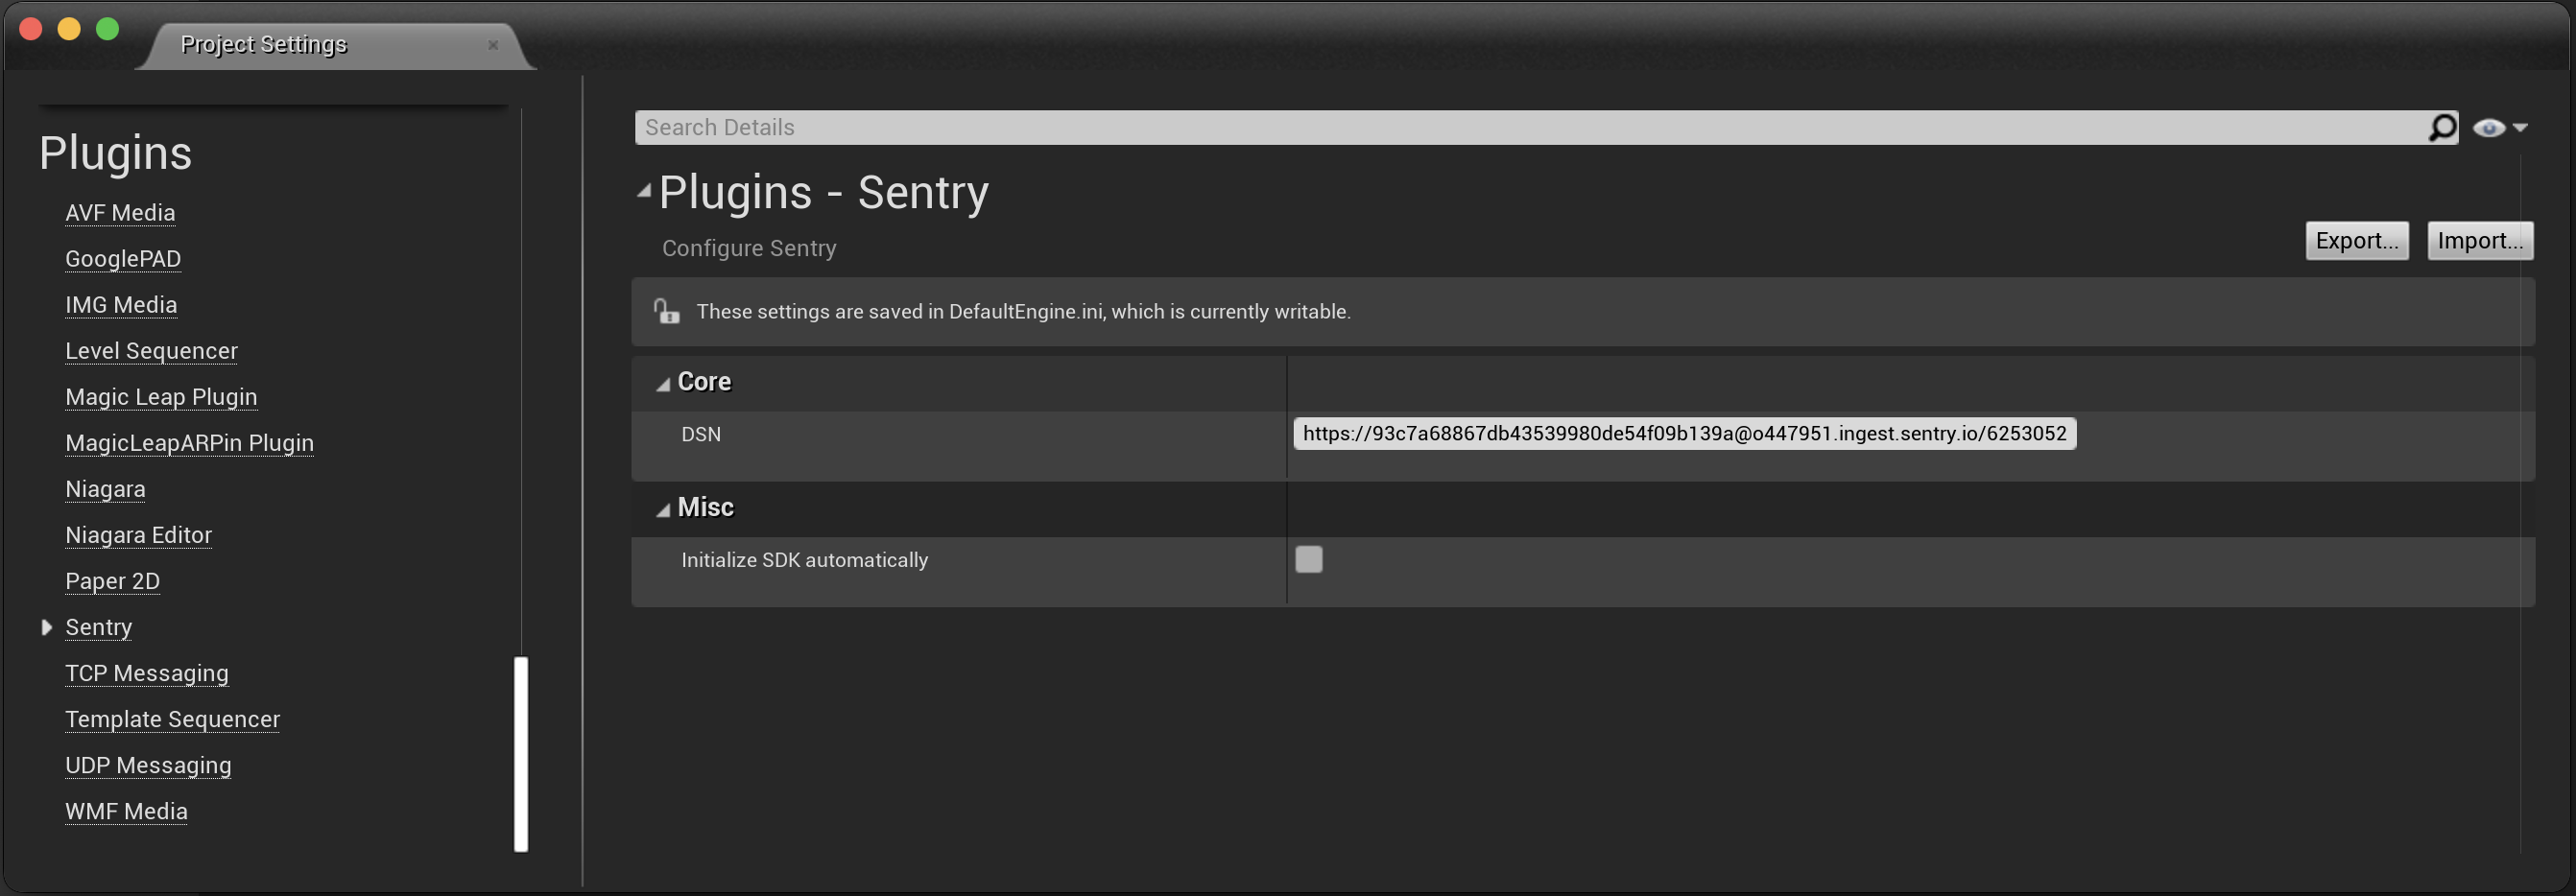 Project Settings
Plugins
AVF Media
GooglePAD
IMG Media
Level Sequencer
Magic Leap Plugin
MagicLeapARPin Plugin
Niagara
Niagara Editor
Paper 2D
Sentry
TCP Messaging
Template Sequencer
UDP Messaging
WMF Media
Search Details
Plugins - Sentry
Configure Sentry
Export... Import...
These settings are saved in DefaultEngine.ini, which is currently writable.
Core
DSN https://93c7a68867db43539980de54f09b139a@o447951.ingest.sentry.io/6253052
Misc
Initialize SDK automatically